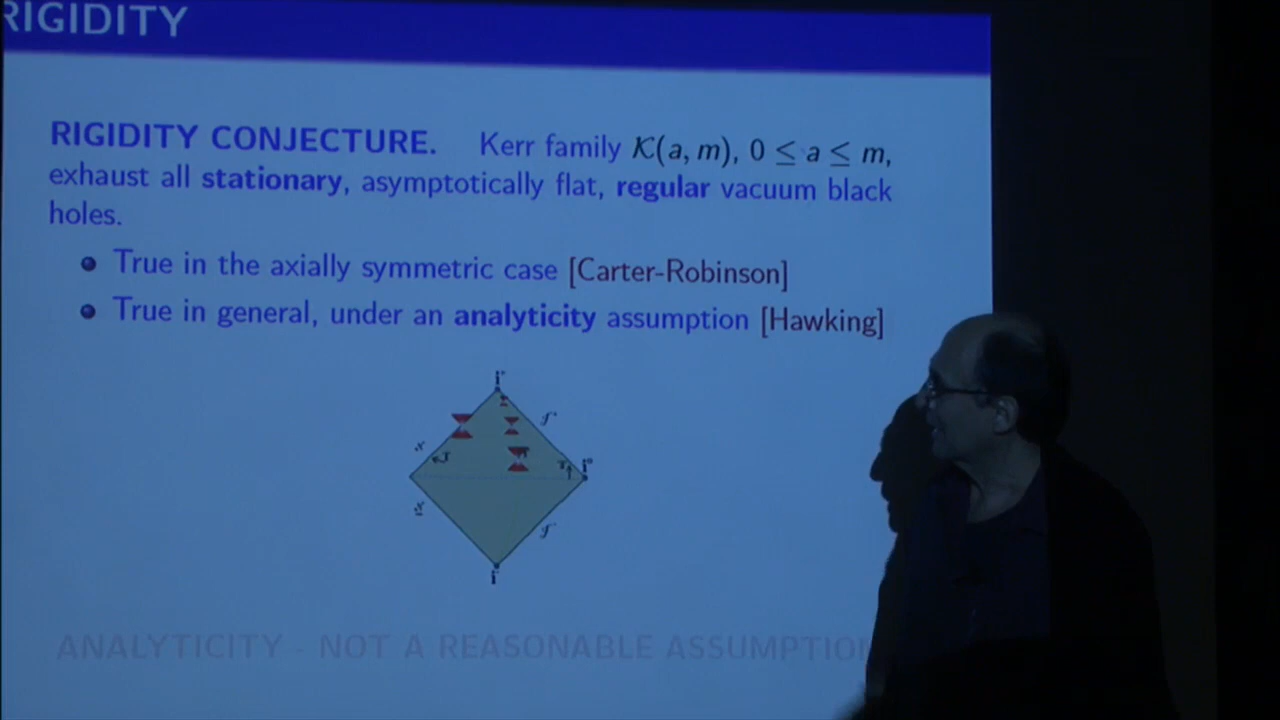 RIGIDITY
RIGIDITY CONJECTURE. Kerr family 𝒦(a, m), 0 ≤ a ≤ m,
exhaust all stationary, asymptotically flat, regular vacuum black
holes.
True in the axially symmetric case [Carter-Robinson]
True in general, under an analyticity assumption [Hawking]
ANALYTICITY - NOT A REASONABLE ASSUMPTION